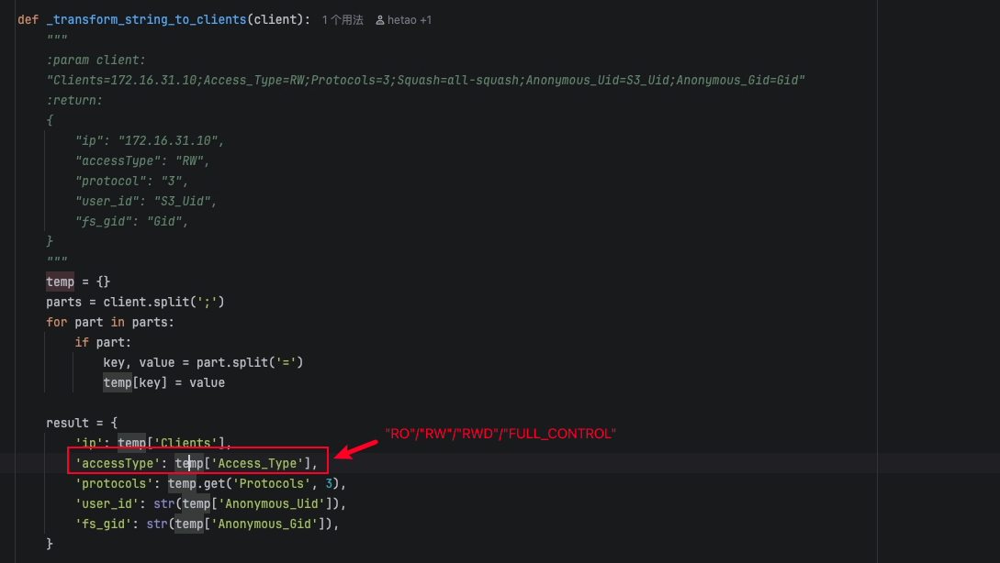 def _transform_string_to_clients(client): 1 个用法 hetao +1
    """
    :param client:
    "Clients=172.16.31.10;Access_Type=RW;Protocols=3;Squash=all-squash;Anonymous_Uid=S3_Uid;Anonymous_Gid=Gid"
    :return:
    {
        "ip": "172.16.31.10",
        "accessType": "RW",
        "protocol": "3",
        "user_id": "S3_Uid",
        "fs_gid": "Gid",
    }
    """
    temp = {}
    parts = client.split(';')
    for part in parts:
        if part:
            key, value = part.split('=')
            temp[key] = value
    result = {
"RO"/"RW"/"RWD"/"FULL_CONTROL"
        'ip': temp['Clients'],
        'accessType': temp['Access_Type'],
        'protocols': temp.get('Protocols', 3),
        'user_id': str(temp['Anonymous_Uid']),
        'fs_gid': str(temp['Anonymous_Gid']),
    }